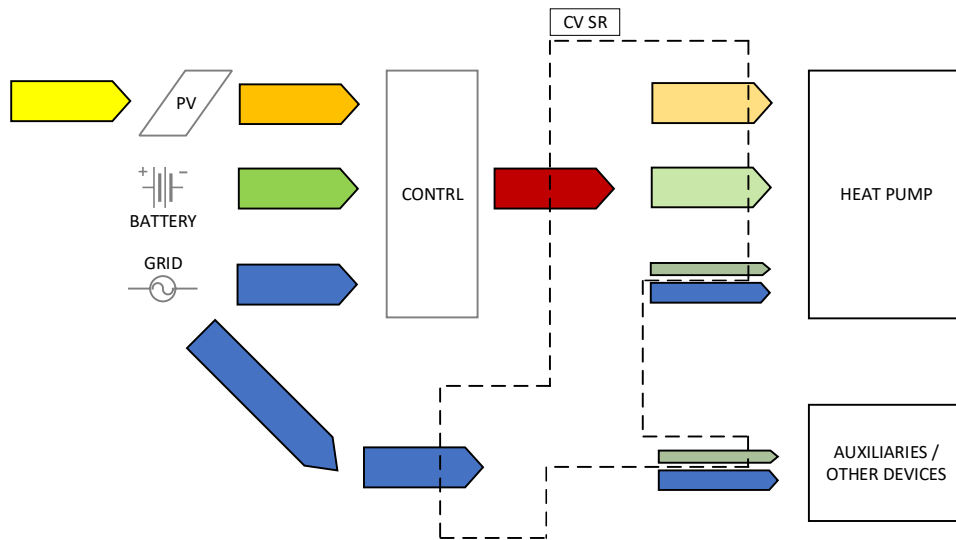 CV SR
PV
+ -
BATTERY
GRID
CONTRL
HEAT PUMP
AUXILIARIES /
OTHER DEVICES